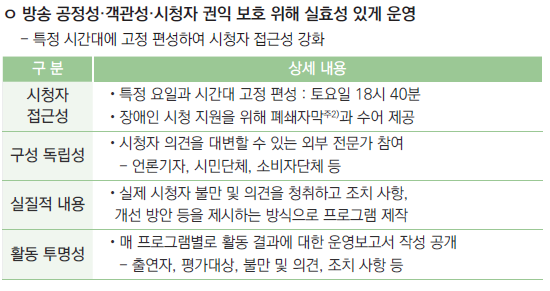 ㅇ 방송 공정성·객관성·시청자 권익 보호 위해 실효성 있게 운영
– 특정 시간대에 고정 편성하여 시청자 접근성 강화
구 분 상세 내용
시청자 접근성
• 특정 요일과 시간대 고정 편성 : 토요일 18시 40분
• 장애인 시청 지원을 위해 폐쇄자막주2)과 수어 제공
구성 독립성
• 시청자 의견을 대변할 수 있는 외부 전문가 참여
– 언론기자, 시민단체, 소비자단체 등
실질적 내용
• 실제 시청자 불만 및 의견을 청취하고 조치 사항,
개선 방안 등을 제시하는 방식으로 프로그램 제작
활동 투명성
• 매 프로그램별로 활동 결과에 대한 운영보고서 작성 공개
– 출연자, 평가대상, 불만 및 의견, 조치 사항 등